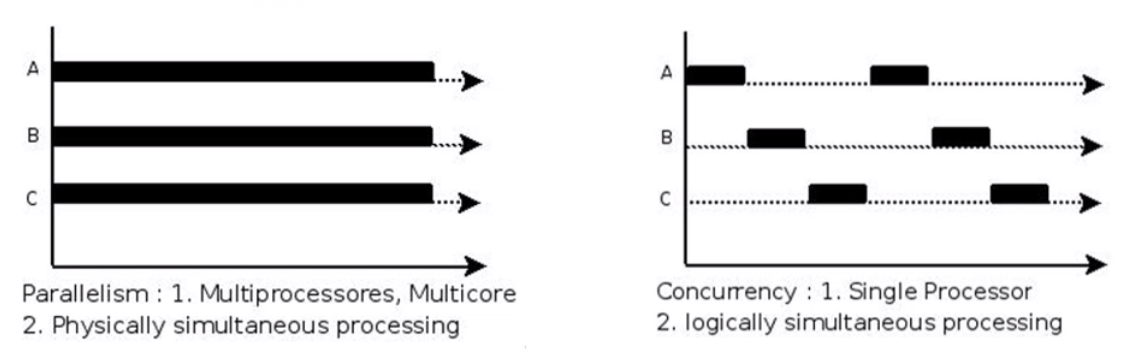 A
B
C
Parallelism : 1. Multiprocessores, Multicore
2. Physically simultaneous processing
A
B
C
Concurrency : 1. Single Processor
2. logically simultaneous processing